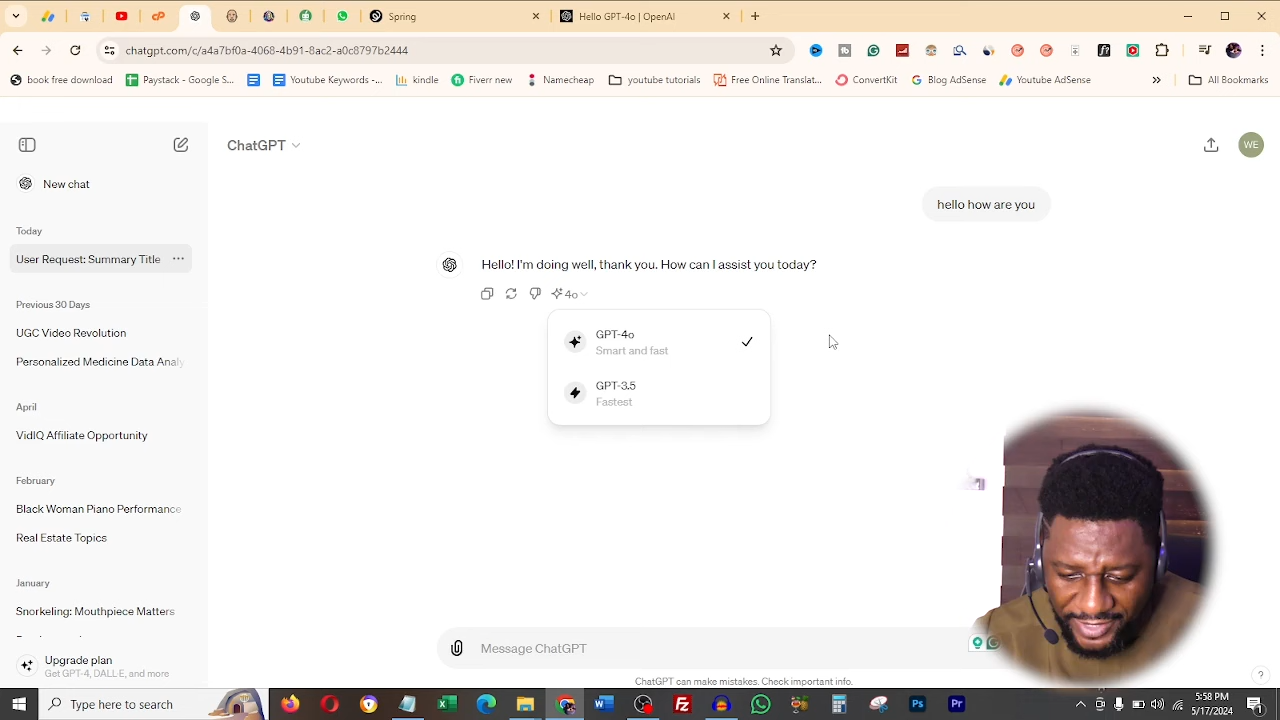 Spring
Hello GPT-4o | OpenAI
chatgpt.com/c/a4a7bf0a-4068-4b91-8ac2-a0c8797b2444
book free download
Paystack - Google S...
Youtube Keywords -...
kindle
Fiverr new
Namecheap
youtube tutorials
Free Online Translat...
ConvertKit
Blog AdSense
YouTube AdSense
All Bookmarks
ChatGPT
WE
New chat
hello how are you
Today
User Request: Summary Title
Hello! I'm doing well, thank you. How can I assist you today?
4o
Previous 30 Days
UGC Video Revolution
Personalized Medicine Data Analy
GPT-4o
Smart and fast
GPT-3.5
Fastest
April
VidIQ Affiliate Opportunity
February
Black Woman Piano Performance
Real Estate Topics
January
Snorkeling: Mouthpiece Matters
Upgrade plan
Get GPT-4, DALL·E, and more
Message ChatGPT
ChatGPT can make mistakes. Check important info.
?
Type here to search
5:58 PM
5/17/2024